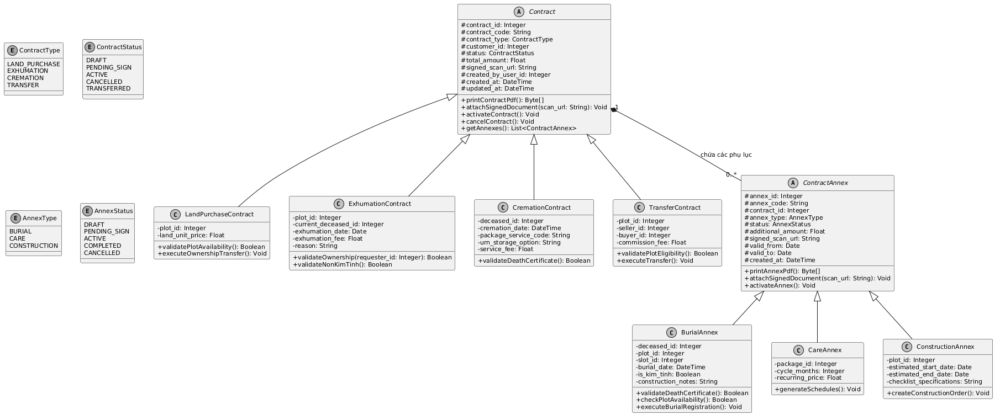 A Contract
#contract_id: Integer
#contract_code: String
#contract_type: ContractType
#customer_id: Integer
#status: ContractStatus
#total_amount: Float
#signed_scan_url: String
#created_by_user_id: Integer
#created_at: DateTime
#updated_at: DateTime
+printContractPdf(): Byte[]
+attachSignedDocument(scan_url: String): Void
+activateContract(): Void
+cancelContract(): Void
+getAnnexes(): List<ContractAnnex>
E ContractType
LAND_PURCHASE
EXHUMATION
CREMATION
TRANSFER
E ContractStatus
DRAFT
PENDING_SIGN
ACTIVE
CANCELLED
TRANSFERRED
1
chứa các phụ lục
0..*
E AnnexType
BURIAL
CARE
CONSTRUCTION
E AnnexStatus
DRAFT
PENDING_SIGN
ACTIVE
COMPLETED
CANCELLED
C LandPurchaseContract
-plot_id: Integer
-land_unit_price: Float
+validatePlotAvailability(): Boolean
+executeOwnershipTransfer(): Void
C ExhumationContract
-plot_id: Integer
-current_deceased_id: Integer
-exhumation_date: Date
-exhumation_fee: Float
-reason: String
+validateOwnership(requester_id: Integer): Boolean
+validateNonKimTinh(): Boolean
C CremationContract
-deceased_id: Integer
-cremation_date: DateTime
-package_service_code: String
-urn_storage_option: String
-service_fee: Float
+validateDeathCertificate(): Boolean
C TransferContract
-plot_id: Integer
-seller_id: Integer
-buyer_id: Integer
-commission_fee: Float
+validatePlotEligibility(): Boolean
+executeTransfer(): Void
A ContractAnnex
#annex_id: Integer
#annex_code: String
#contract_id: Integer
#annex_type: AnnexType
#status: AnnexStatus
#additional_amount: Float
#signed_scan_url: String
#valid_from: Date
#valid_to: Date
#created_at: DateTime
+printAnnexPdf(): Byte[]
+attachSignedDocument(scan_url: String): Void
+activateAnnex(): Void
C BurialAnnex
-deceased_id: Integer
-plot_id: Integer
-slot_id: Integer
-burial_date: DateTime
-is_kim_tinh: Boolean
-construction_notes: String
+validateDeathCertificate(): Boolean
+checkPlotAvailability(): Boolean
+executeBurialRegistration(): Void
C CareAnnex
-package_id: Integer
-cycle_months: Integer
-recurring_price: Float
+generateSchedules(): Void
C ConstructionAnnex
-plot_id: Integer
-estimated_start_date: Date
-estimated_end_date: Date
-checklist_specifications: String
+createConstructionOrder(): Void